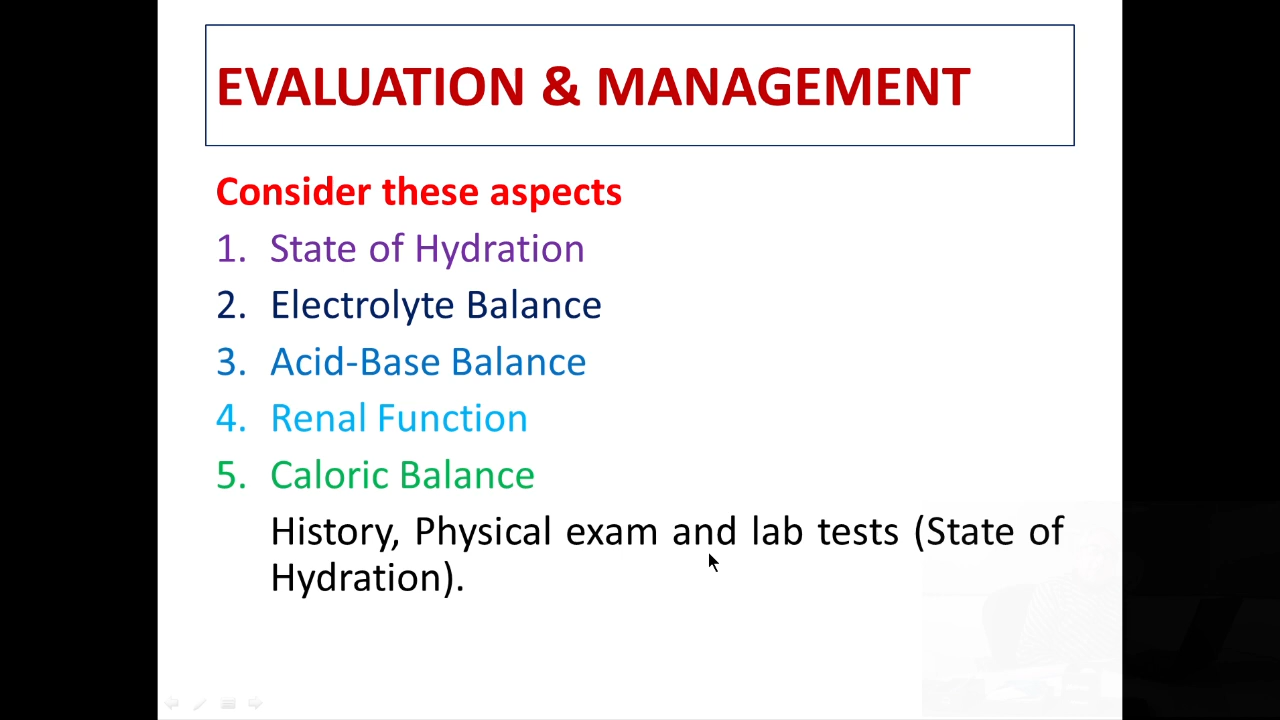 EVALUATION & MANAGEMENT
Consider these aspects
1. State of Hydration
2. Electrolyte Balance
3. Acid-Base Balance
4. Renal Function
5. Caloric Balance
History, Physical exam and lab tests (State of
Hydration).